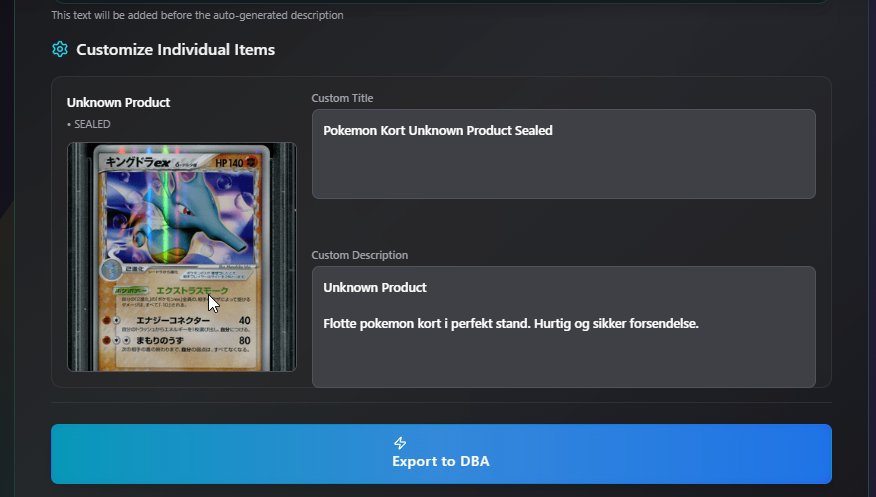 This text will be added before the auto-generated description
Customize Individual Items
Unknown Product
• SEALED
キングドラex
HP140
エクストラスモーク
エナジーコネクター 40
まもりのうず 80
Custom Title
Pokemon Kort Unknown Product Sealed
Custom Description
Unknown Product
Flotte pokemon kort i perfekt stand. Hurtig og sikker forsendelse.
Export to DBA